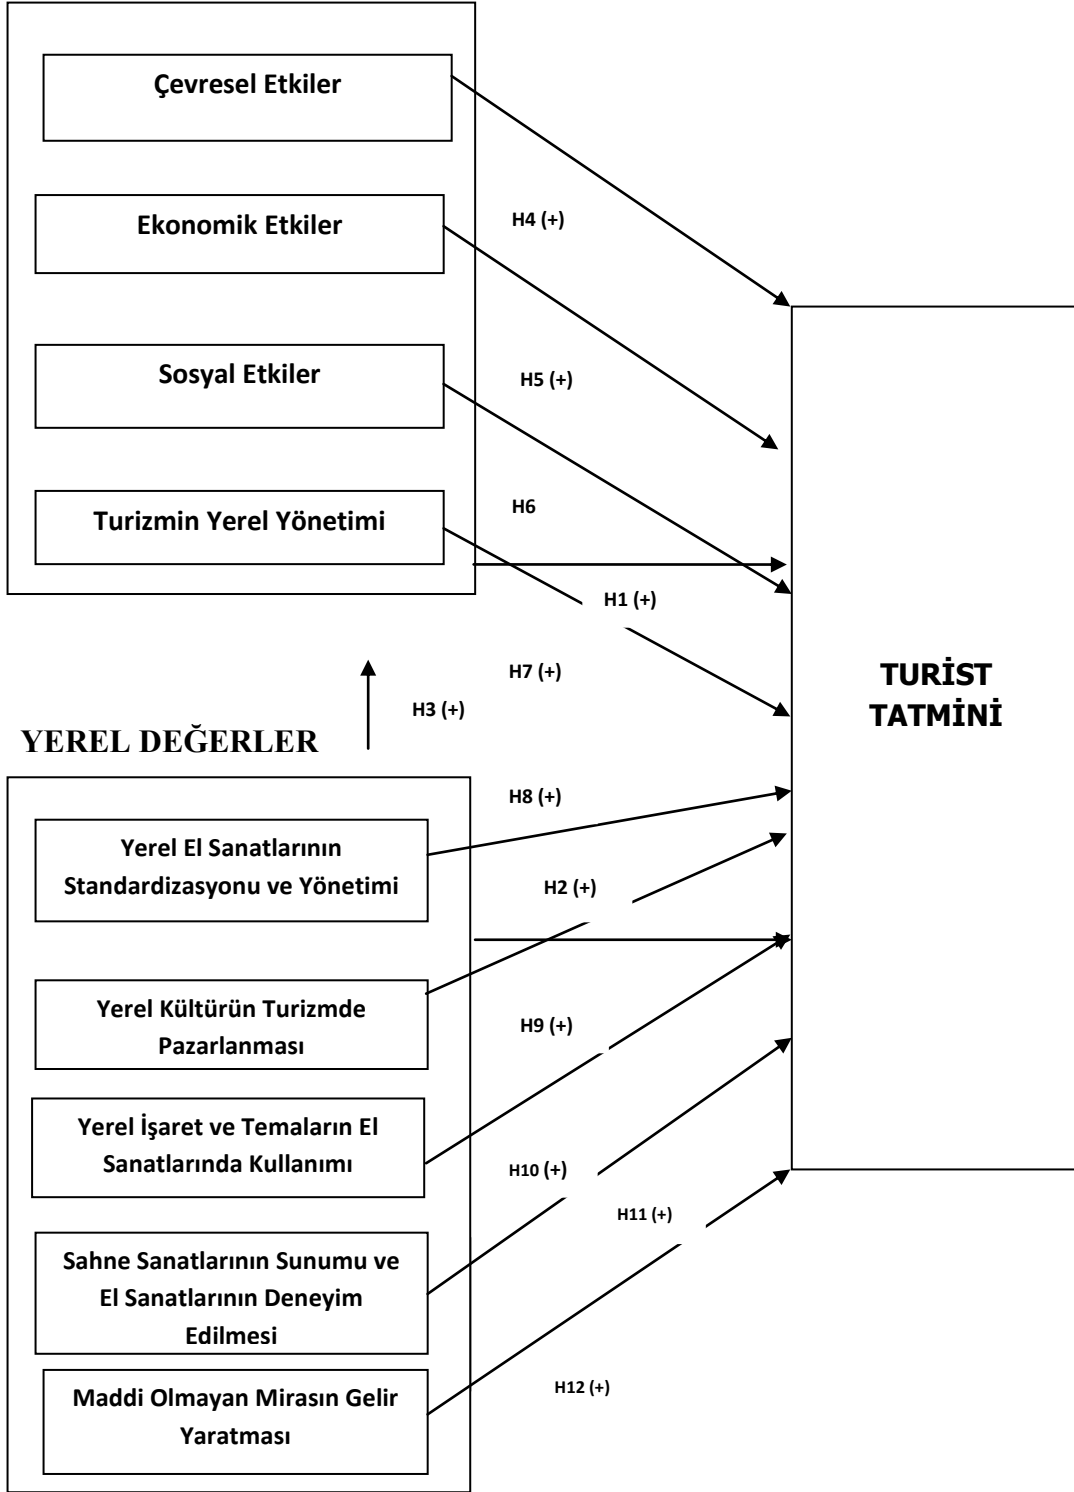 Çevresel Etkiler
Ekonomik Etkiler
H4 (+)
Sosyal Etkiler
H5 (+)
Turizmin Yerel Yönetimi
H6
H1 (+)
H7 (+)
H3 (+)
TURİST
TATMİNİ
YEREL DEĞERLER
H8 (+)
Yerel El Sanatlarının
Standardizasyonu ve Yönetimi
H2 (+)
Yerel Kültürün Turizmde
Pazarlanması
H9 (+)
Yerel İşaret ve Temaların El
Sanatlarında Kullanımı
H10 (+)
H11 (+)
Sahne Sanatlarının Sunumu ve
El Sanatlarının Deneyim
Edilmesi
Maddi Olmayan Mirasın Gelir
Yaratması
H12 (+)